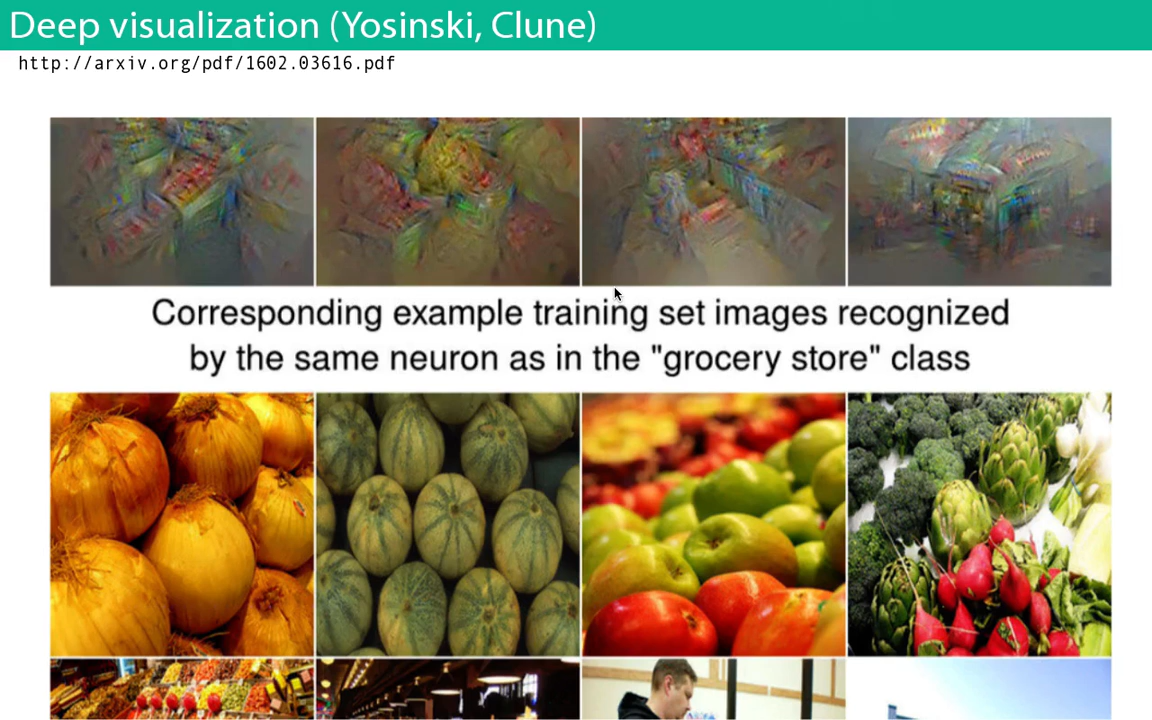 Deep visualization (Yosinski, Clune)
http://arxiv.org/pdf/1602.03616.pdf
Corresponding example training set images recognized
by the same neuron as in the "grocery store" class